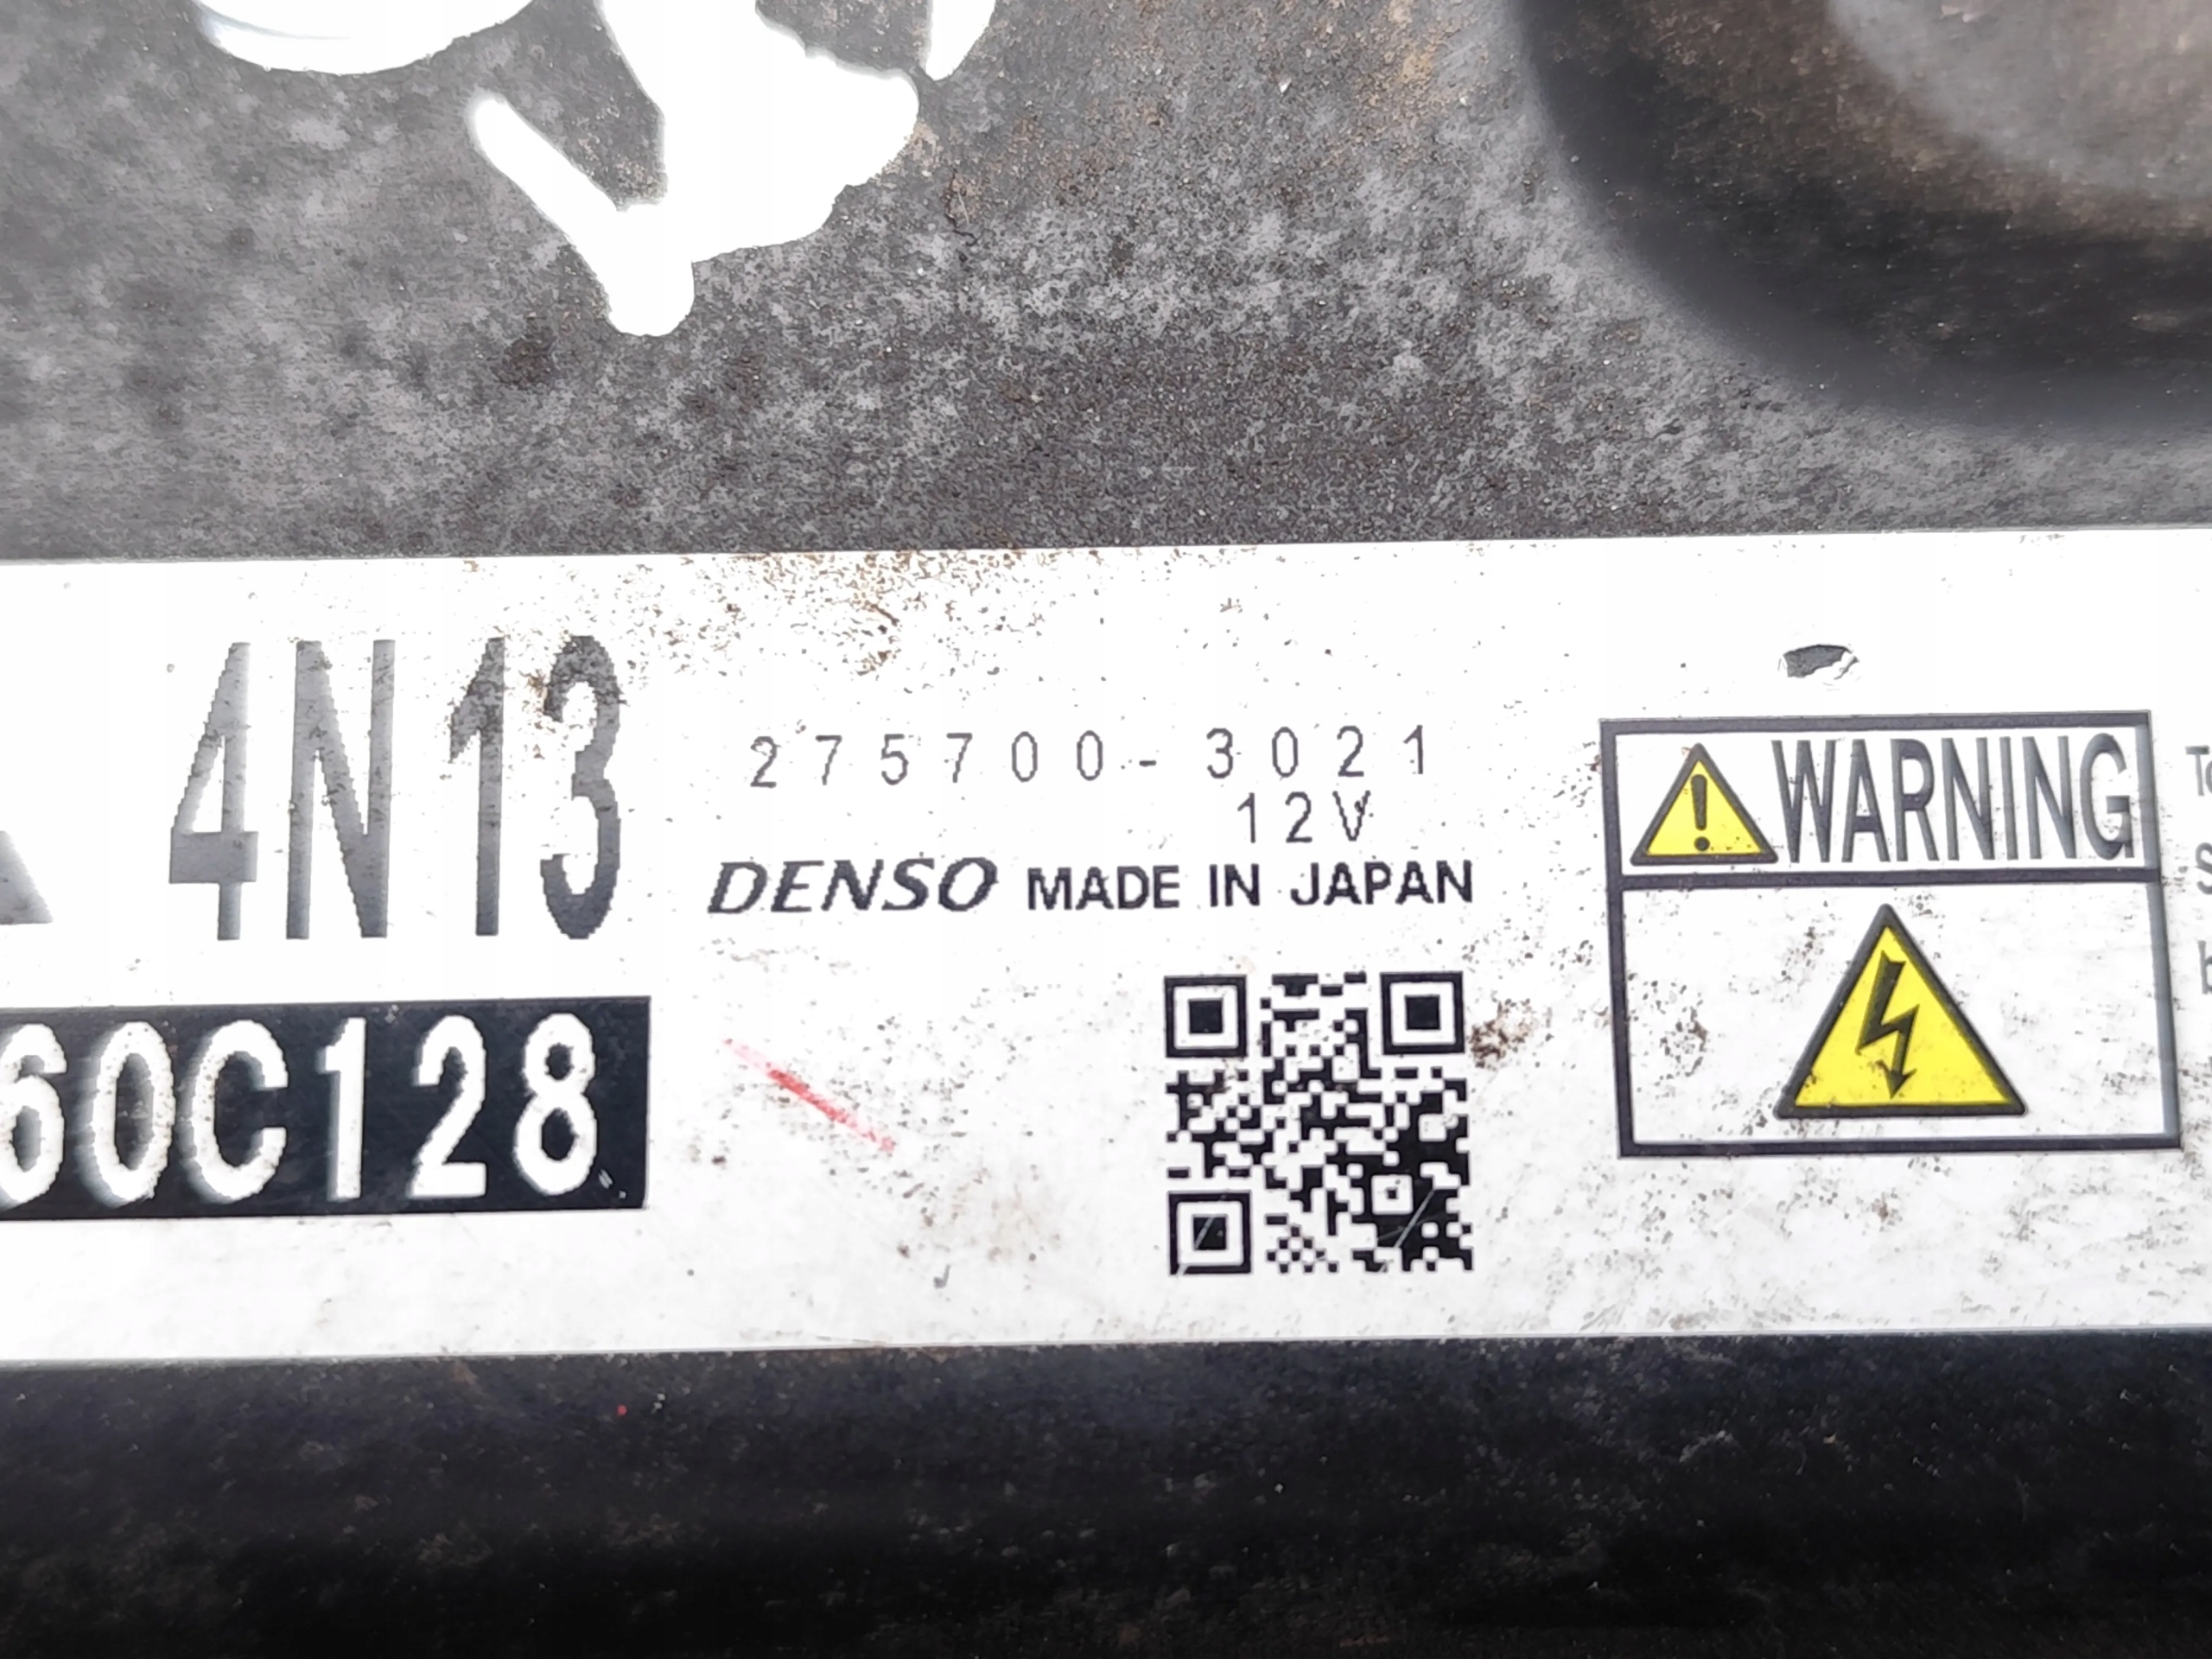 4N13
275700-3021
12V
DENSO MADE IN JAPAN
60C128
WARNING